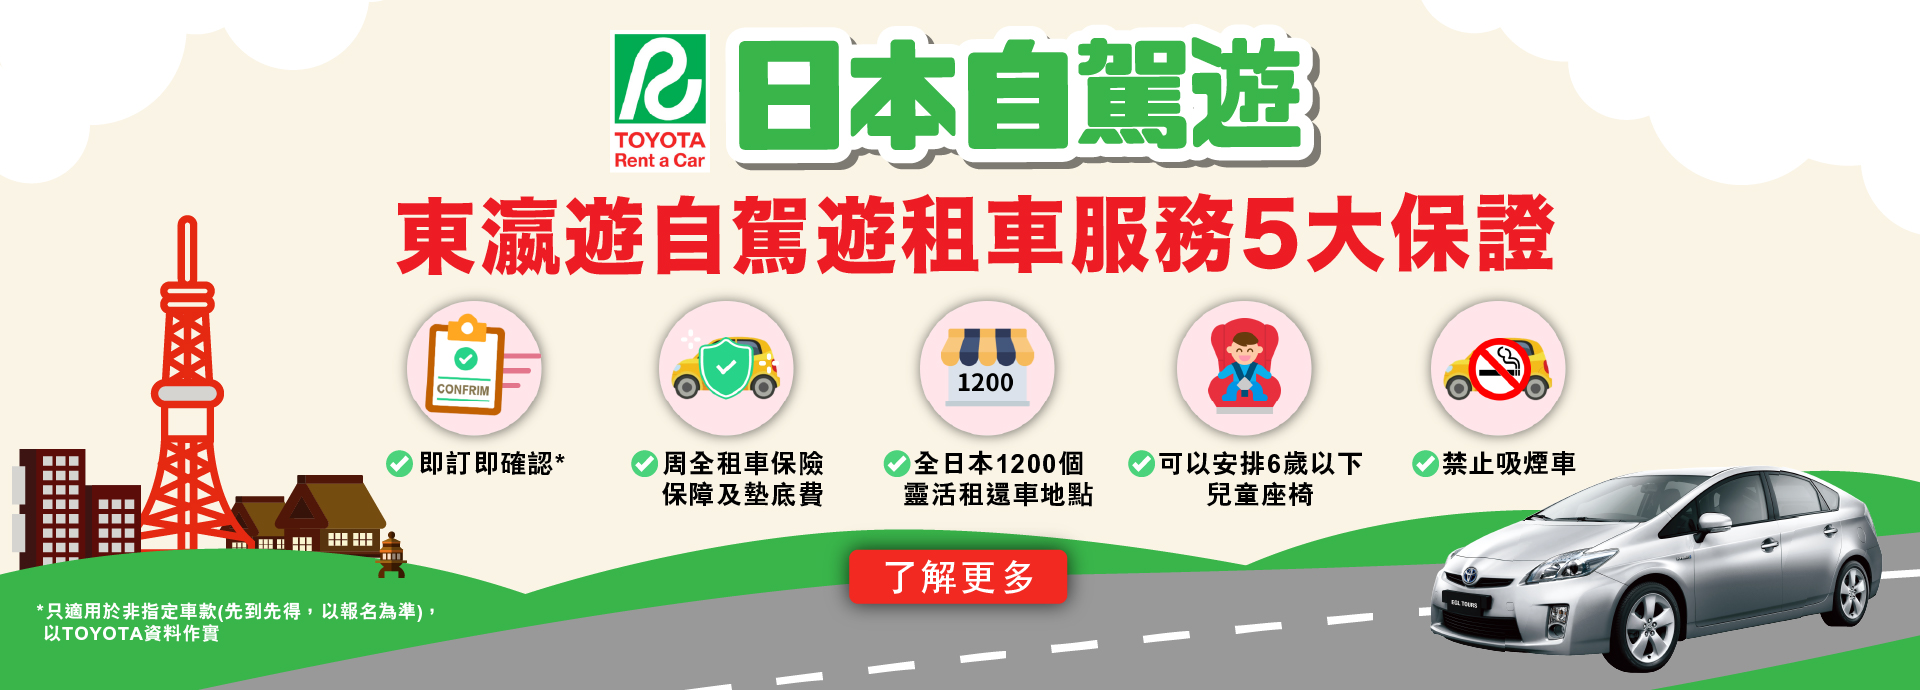 TOYOTA
Rent a Car
日本自駕遊
東瀛遊自駕遊租車服務5大保證
CONFRIM
1200
即訂即確認*
周全租車保險
保障及墊底費
全日本1200個
靈活租還車地點
可以安排6歲以下
兒童座椅
禁止吸煙車
了解更多
EGL TOURS
*只適用於非指定車款(先到先得，以報名為準)，
以TOYOTA資料作實